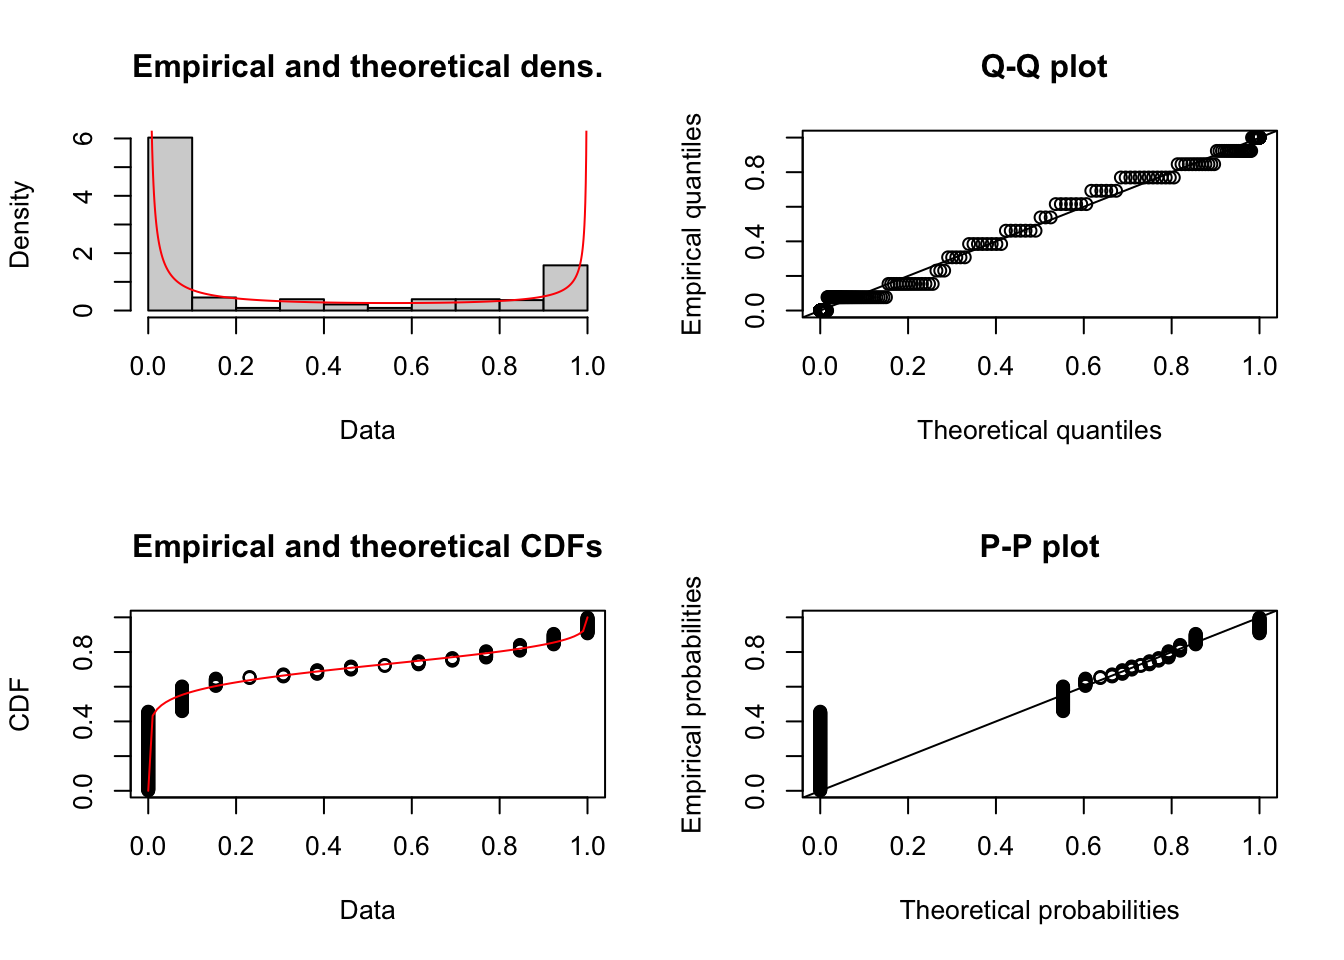 Empirical and theoretical dens.
Density
0 2 4 6
0.0 0.2 0.4 0.6 0.8 1.0
Data
Q-Q plot
Empirical quantiles
0.0 0.4 0.8
0.0 0.2 0.4 0.6 0.8 1.0
Theoretical quantiles
Empirical and theoretical CDFs
CDF
0.0 0.4 0.8
0.0 0.2 0.4 0.6 0.8 1.0
Data
P-P plot
Empirical probabilities
0.0 0.4 0.8
0.0 0.2 0.4 0.6 0.8 1.0
Theoretical probabilities